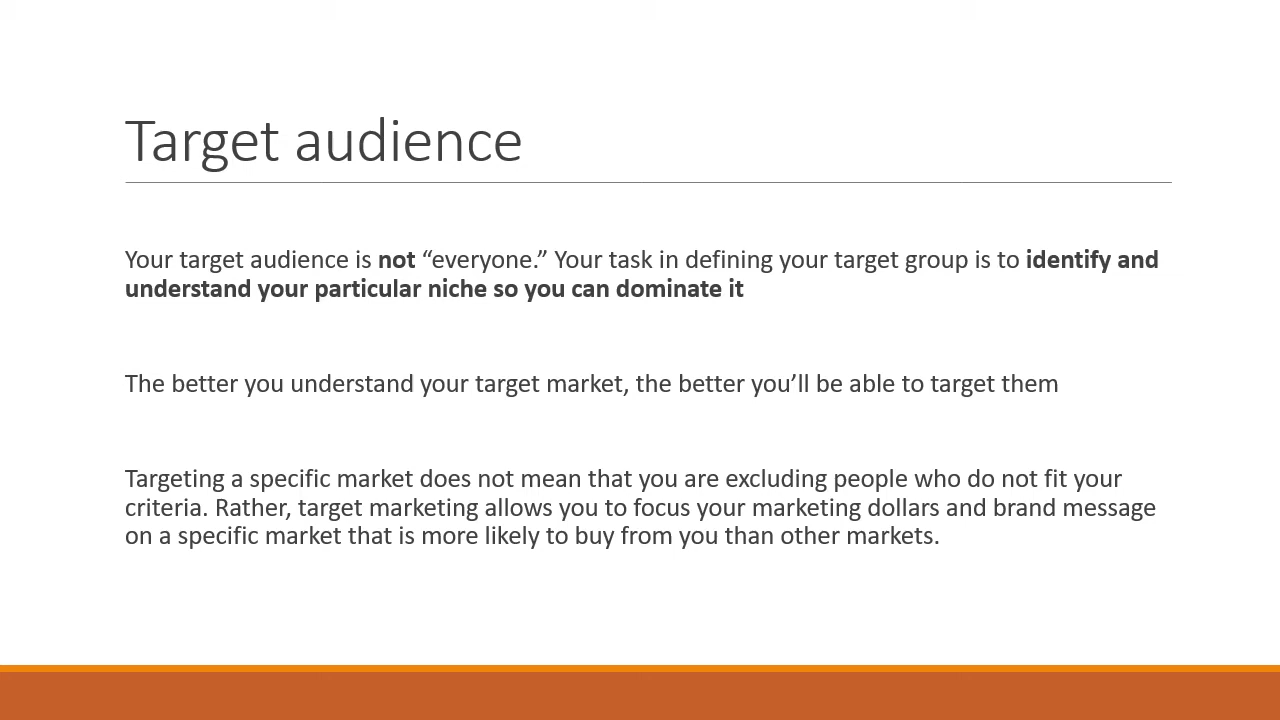 Target audience
Your target audience is not “everyone.” Your task in defining your target group is to identify and
understand your particular niche so you can dominate it
The better you understand your target market, the better you’ll be able to target them
Targeting a specific market does not mean that you are excluding people who do not fit your
criteria. Rather, target marketing allows you to focus your marketing dollars and brand message
on a specific market that is more likely to buy from you than other markets.